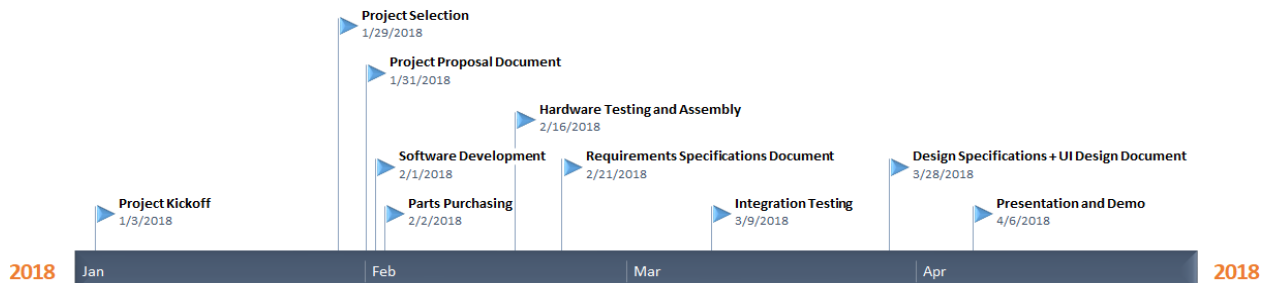 Project Selection
1/29/2018
Project Proposal Document
1/31/2018
Hardware Testing and Assembly
2/16/2018
Software Development
2/1/2018
Requirements Specifications Document
2/21/2018
Design Specifications + UI Design Document
3/28/2018
Project Kickoff
1/3/2018
Parts Purchasing
2/2/2018
Integration Testing
3/9/2018
Presentation and Demo
4/6/2018
2018 Jan Feb Mar Apr 2018